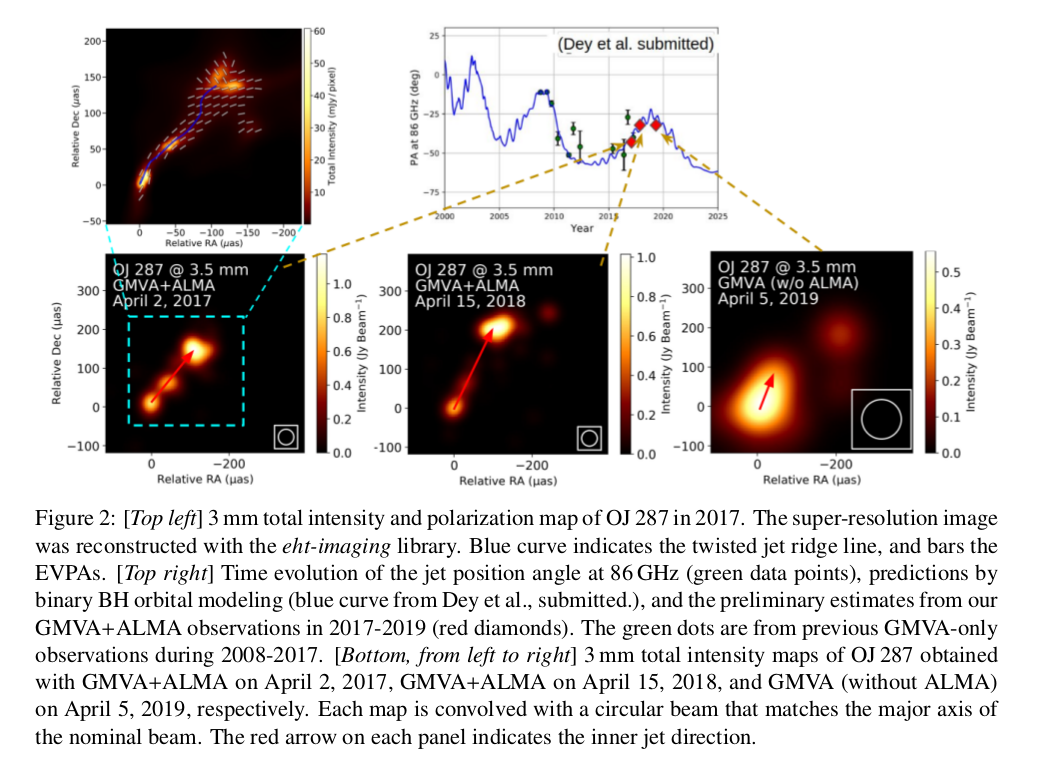 200
150
100
50
0
−50
Relative Dec (μas)
0
−50
−100
−150
−200
Relative RA (μas)
60
50
40
30
20
10
Total Intensity (mJy/pixel)
(Dey et al. submitted)
25
0
−25
−50
−75
PA at 86 GHz (deg)
2000
2005
2010
2015
2020
2025
Year
OJ 287 @ 3.5 mm
GMVA+ALMA
April 2, 2017
300
200
100
0
−100
Relative Dec (μas)
0
−200
Relative RA (μas)
1.0
0.8
0.6
0.4
0.2
0.0
Intensity (Jy Beam⁻¹)
OJ 287 @ 3.5 mm
GMVA+ALMA
April 15, 2018
300
200
100
0
-100
0
−200
Relative RA (μas)
1.0
0.8
0.6
0.4
0.2
0.0
Intensity (Jy Beam⁻¹)
OJ 287 @ 3.5 mm
GMVA (w/o ALMA)
April 5, 2019
300
200
100
0
−100
0
−200
Relative RA (μas)
0.5
0.4
0.3
0.2
0.1
0.0
Intensity (Jy Beam⁻¹)
Figure 2: [Top left] 3 mm total intensity and polarization map of OJ 287 in 2017. The super-resolution image
was reconstructed with the eht-imaging library. Blue curve indicates the twisted jet ridge line, and bars the
EVPAs. [Top right] Time evolution of the jet position angle at 86 GHz (green data points), predictions by
binary BH orbital modeling (blue curve from Dey et al., submitted.), and the preliminary estimates from our
GMVA+ALMA observations in 2017-2019 (red diamonds). The green dots are from previous GMVA-only
observations during 2008-2017. [Bottom, from left to right] 3 mm total intensity maps of OJ 287 obtained
with GMVA+ALMA on April 2, 2017, GMVA+ALMA on April 15, 2018, and GMVA (without ALMA)
on April 5, 2019, respectively. Each map is convolved with a circular beam that matches the major axis of
the nominal beam. The red arrow on each panel indicates the inner jet direction.